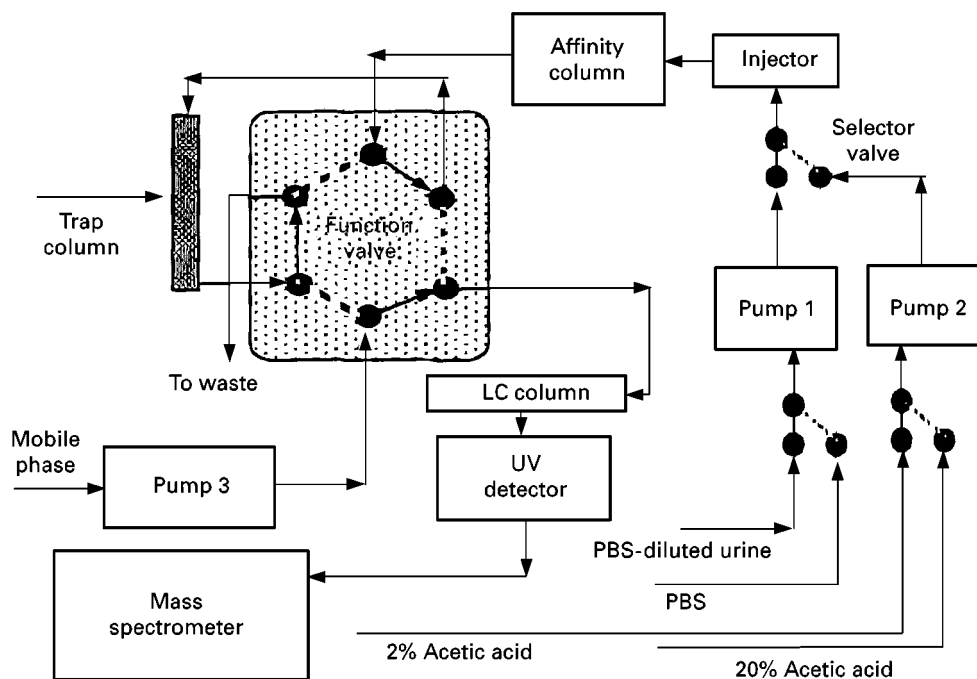 Affinity
column
Injector
Selector
valve
Trap
column
Function
valve
Pump 1
Pump 2
To waste
LC column
Mobile
phase
Pump 3
UV
detector
PBS-diluted urine
Mass
spectrometer
PBS
2% Acetic acid
20% Acetic acid